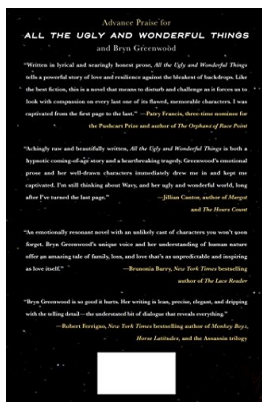 Advance Praise for
ALL THE UGLY AND WONDERFUL THINGS
and Bryn Greenwood
"Written in lyrical and searingly honest prose, All the Ugly and Wonderful Things
tells a powerful story of love and resilience against the bleakest of backdrops. Like
the best fiction, this is a novel that means to disturb and challenge as it forces us to
look with compassion on every last one of its flawed, memorable characters. I was
captivated from the first page to the last." —Patry Francis, three-time nominee for
the Pushcart Prize and author of The Orphans of Race Point
"Achingly raw and beautifully written, All the Ugly and Wonderful Things is both a
hypnotic coming-of-age story and a heartbreaking tragedy. Greenwood's emotional
prose and her well-drawn characters immediately drew me in and kept me
captivated. I'm still thinking about Wavy, and her ugly and wonderful world, long
after I've turned the last page." —Jillian Cantor, author of Margot
and The Hours Count
"An emotionally resonant novel with an unlikely cast of characters you won't soon
forget. Bryn Greenwood's unique voice and her understanding of human nature
offer an amazing tale of family, loss, and love that's an unpredictable and inspiring
as love itself." —Brunonia Barry, New York Times bestselling
author of The Lace Reader
"Bryn Greenwood is so good it hurts. Her writing is lean, precise, elegant, and dripping
with the telling detail—the understated bit of dialogue that reveals everything."
—Robert Ferrigno, New York Times bestselling author of Monkey Boys,
Horse Latitudes, and the Assassin trilogy